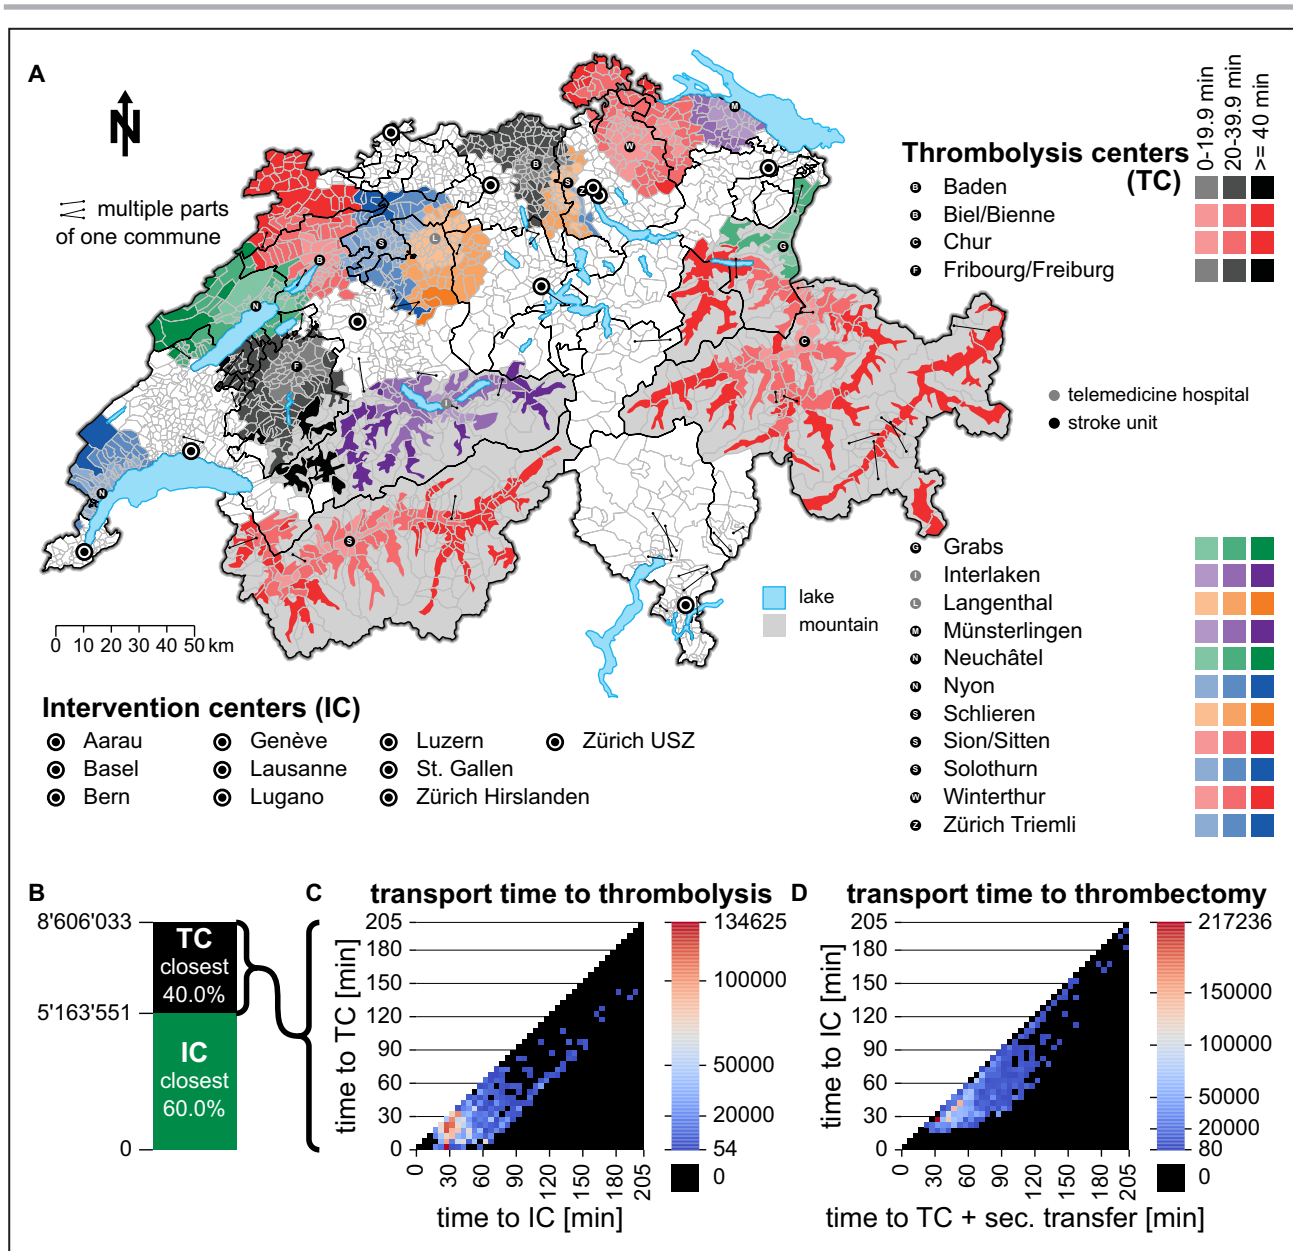 A
N
multiple parts
of one commune
0 10 20 30 40 50 km
0-19.9 min
20-39.9 min
>= 40 min
Thrombolysis centers
(TC)
B Baden
B Biel/Bienne
C Chur
F Fribourg/Freiburg
telemedicine hospital
stroke unit
G Grabs
I Interlaken
L Langenthal
M Münsterlingen
N Neuchâtel
N Nyon
S Schlieren
S Sion/Sitten
S Solothurn
W Winterthur
Z Zürich Triemli
lake
mountain
M
W
B
S
Z
B
S
L
G
N
F
C
I
N
S
Intervention centers (IC)
Aarau Genève Luzern Zürich USZ
Basel Lausanne St. Gallen
Bern Lugano Zürich Hirslanden
B
8'606'033
5'163'551
0
TC
closest
40.0%
IC
closest
60.0%
C
transport time to thrombolysis
time to TC [min]
205
180
150
120
90
60
30
0
0 30 60 90 120 150 180 205
time to IC [min]
134625
100000
50000
20000
54
0
D
transport time to thrombectomy
time to IC [min]
205
180
150
120
90
60
30
0
0 30 60 90 120 150 180 205
time to TC + sec. transfer [min]
217236
150000
100000
50000
20000
80
0